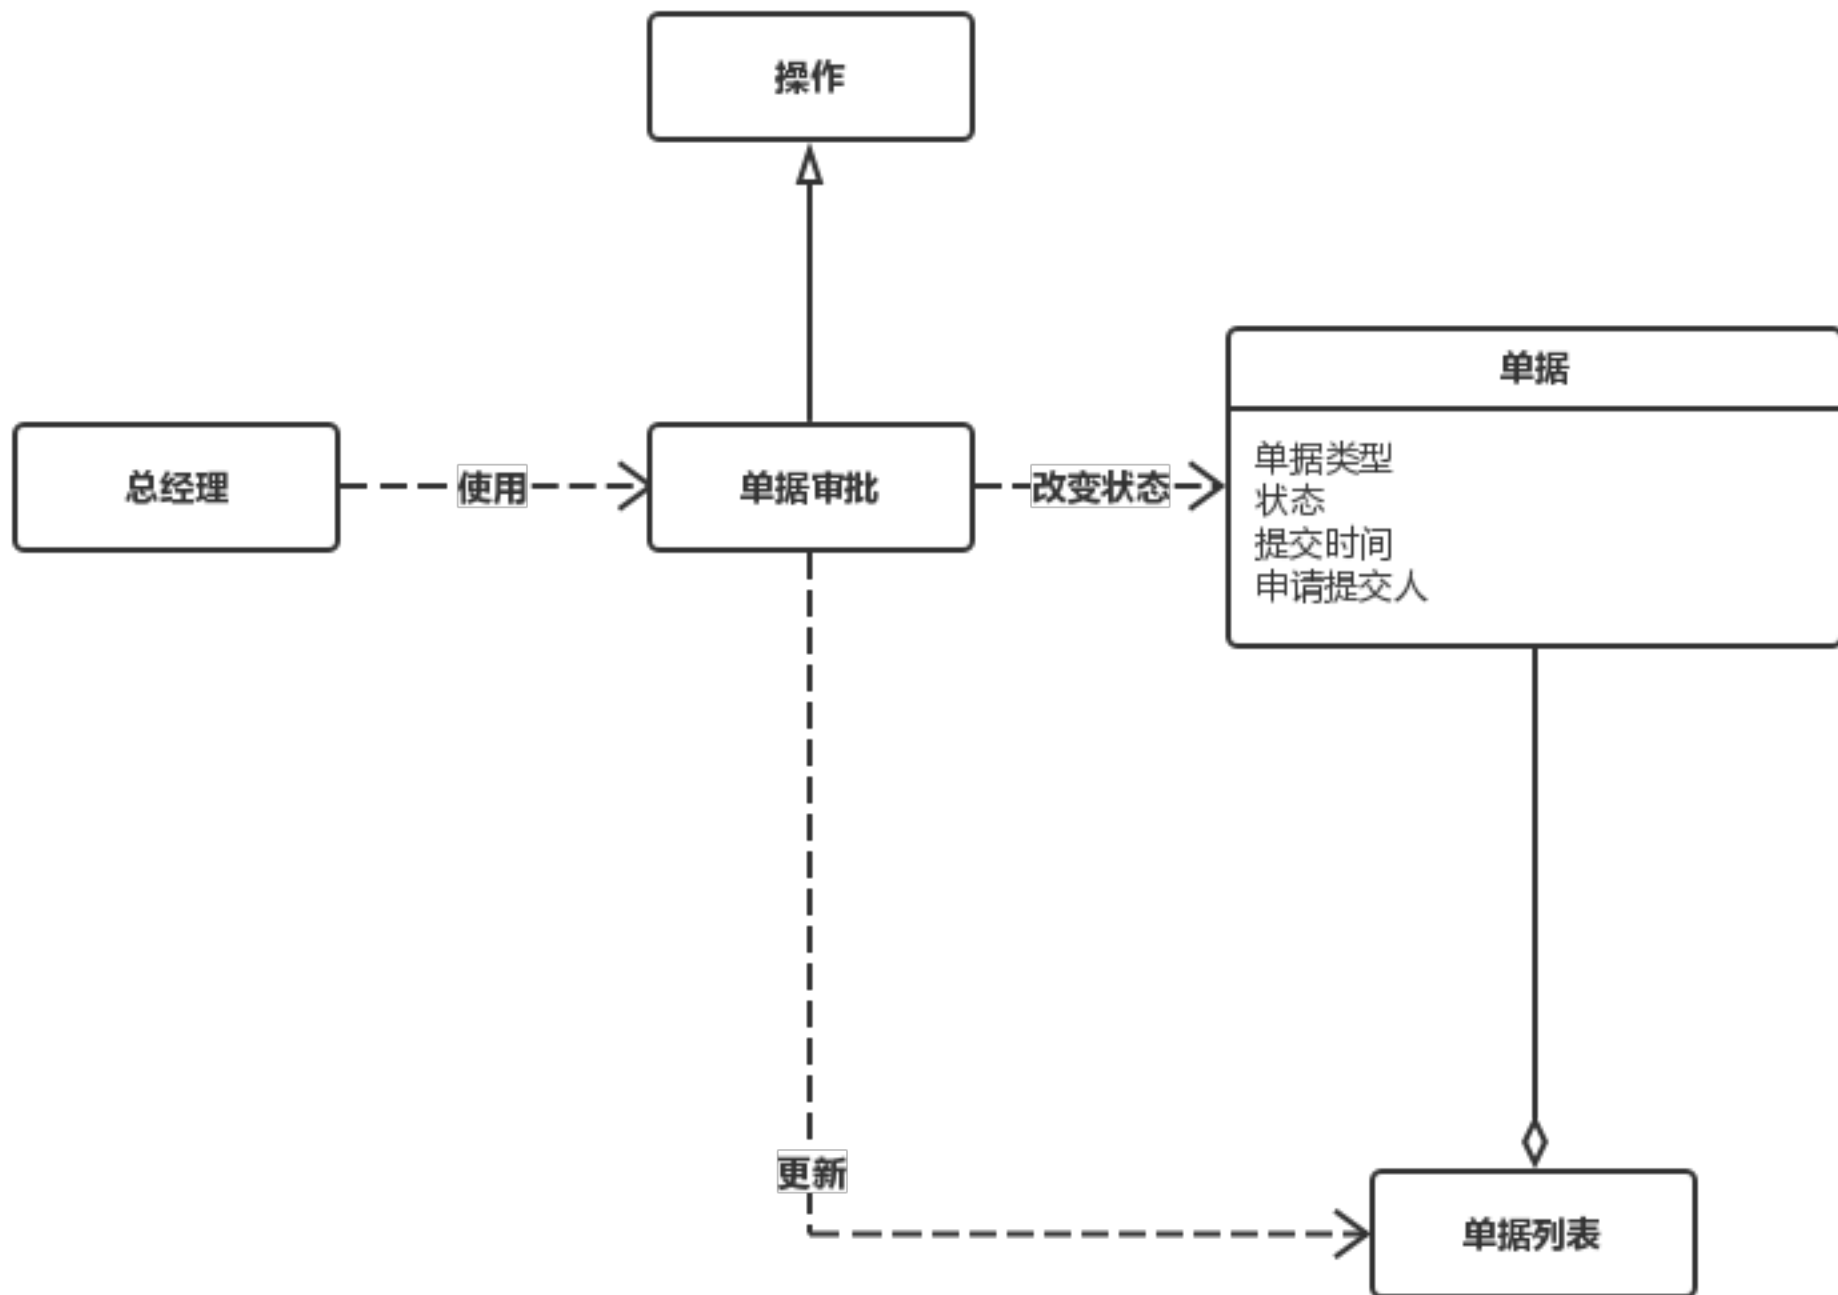 操作
总经理
使用
单据审批
改变状态
单据
单据类型
状态
提交时间
申请提交人
更新
单据列表